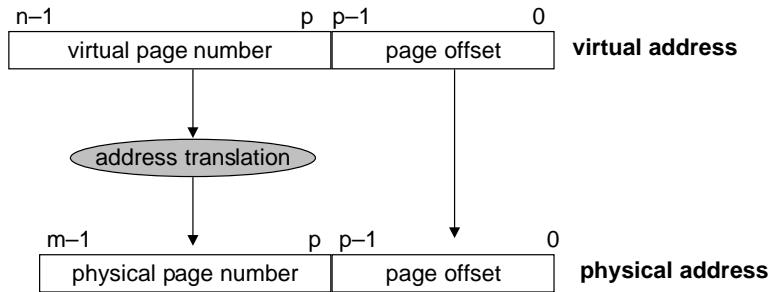 n–1 p p–1 0
virtual page number page offset virtual address
address translation
m–1 p p–1 0
physical page number page offset physical address